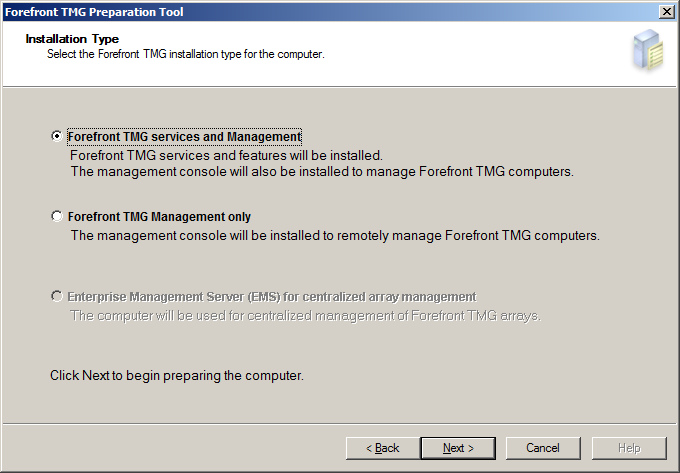 Forefront TMG Preparation Tool
Installation Type
Select the Forefront TMG installation type for the computer.
Forefront TMG services and Management
Forefront TMG services and features will be installed.
The management console will also be installed to manage Forefront TMG computers.
Forefront TMG Management only
The management console will be installed to remotely manage Forefront TMG computers.
Enterprise Management Server (EMS) for centralized array management
The computer will be used for centralized management of Forefront TMG arrays.
Click Next to begin preparing the computer.
< Back Next > Cancel Help